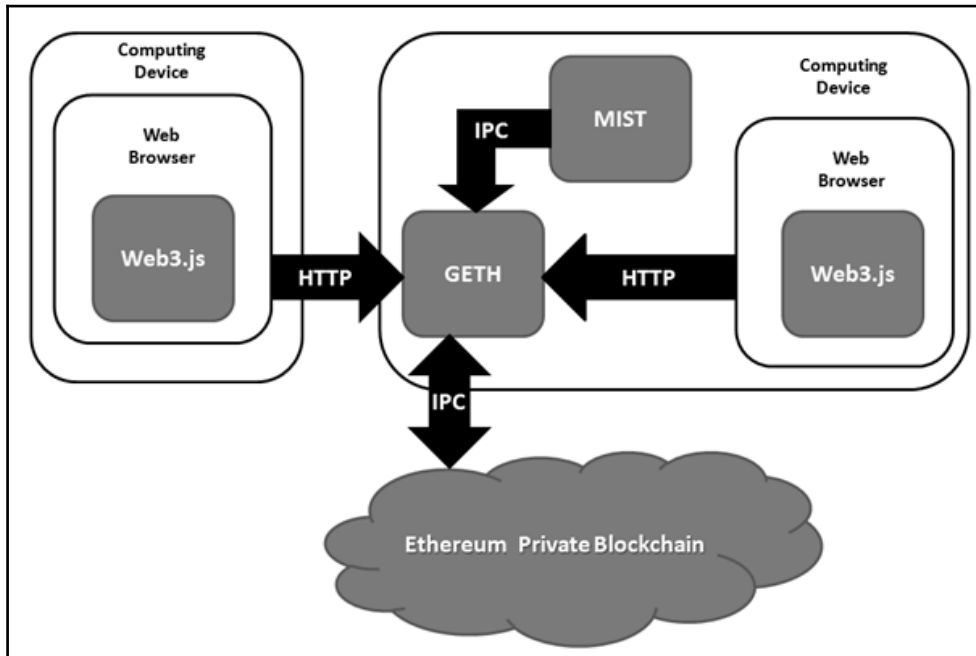 Computing
Device
Web
Browser
Web3.js
HTTP
MIST
IPC
GETH
HTTP
Computing
Device
Web
Browser
Web3.js
IPC
Ethereum Private Blockchain